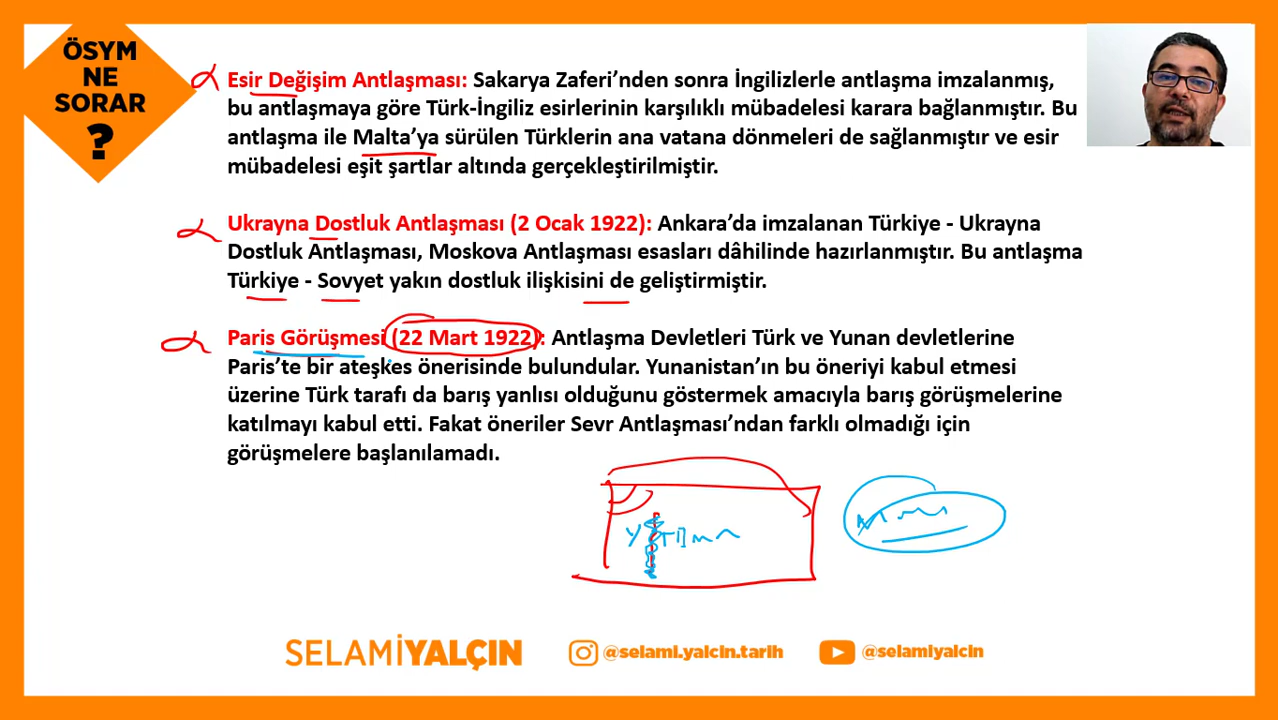 ÖSYM
NE
SORAR
?
Esir Değişim Antlaşması: Sakarya Zaferi’nden sonra İngilizlerle antlaşma imzalanmış,
bu antlaşmaya göre Türk-İngiliz esirlerinin karşılıklı mübadelesi karara bağlanmıştır. Bu
antlaşma ile Malta’ya sürülen Türklerin ana vatana dönmeleri de sağlanmıştır ve esir
mübadelesi eşit şartlar altında gerçekleştirilmiştir.
Ukrayna Dostluk Antlaşması (2 Ocak 1922): Ankara’da imzalanan Türkiye - Ukrayna
Dostluk Antlaşması, Moskova Antlaşması esasları dâhilinde hazırlanmıştır. Bu antlaşma
Türkiye - Sovyet yakın dostluk ilişkisini de geliştirmiştir.
Paris Görüşmesi (22 Mart 1922): Antlaşma Devletleri Türk ve Yunan devletlerine
Paris’te bir ateşkes önerisinde bulundular. Yunanistan’ın bu öneriyi kabul etmesi
üzerine Türk tarafı da barış yanlısı olduğunu göstermek amacıyla barış görüşmelerine
katılmayı kabul etti. Fakat öneriler Sevr Antlaşması’ndan farklı olmadığı için
görüşmelere başlanılamadı.
SELAMİYALÇIN
@selami.yalcin.tarih
@selamiyalcin